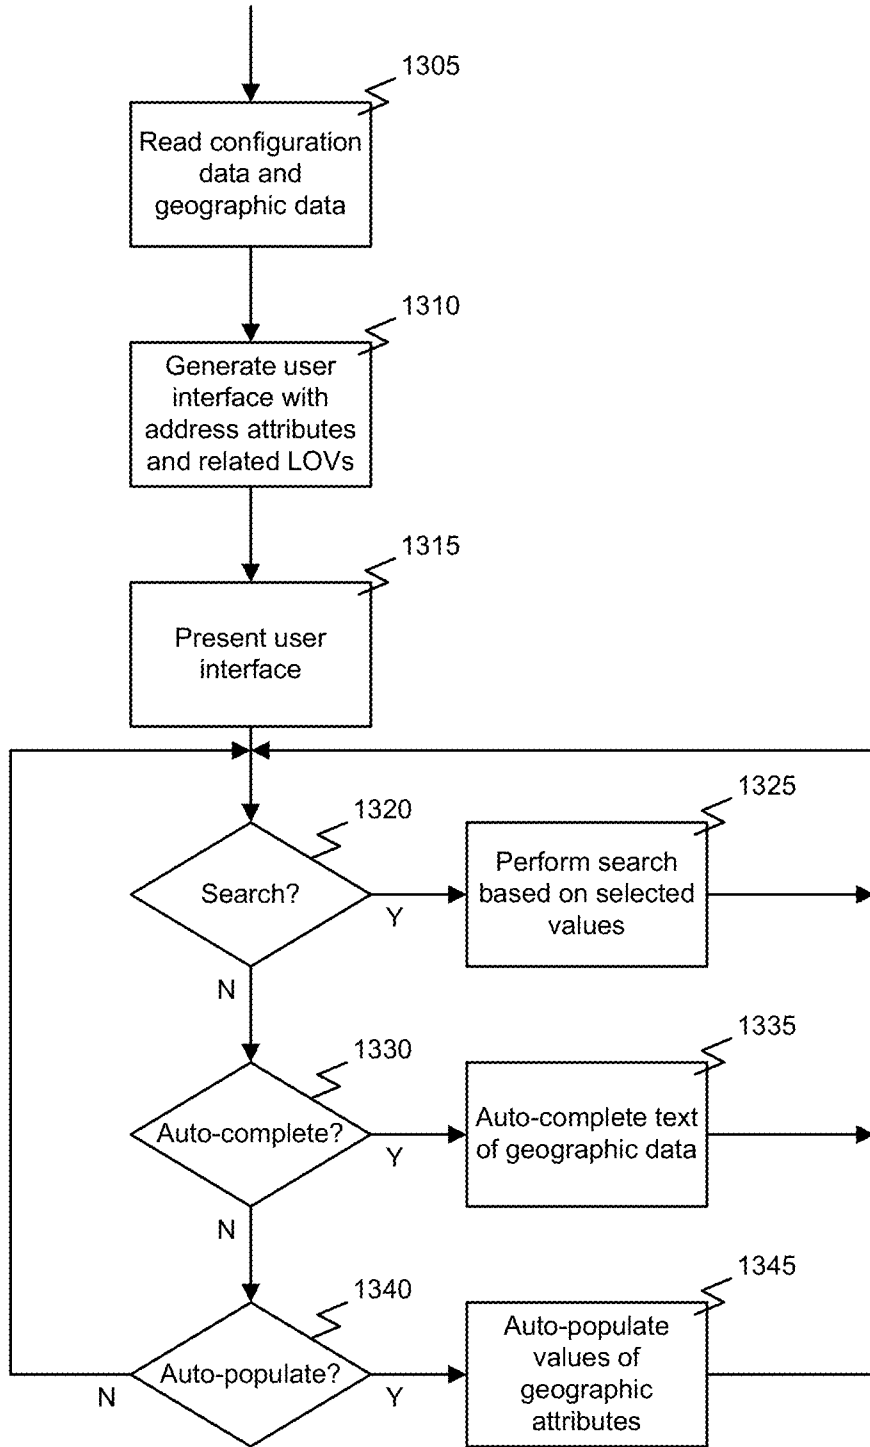 1305
Read configuration
data and
geographic data
1310
Generate user
interface with
address attributes
and related LOVs
1315
Present user
interface
1320
Search?
Y
N
1325
Perform search
based on selected
values
1330
Auto-complete?
Y
N
1335
Auto-complete text
of geographic data
1340
Auto-populate?
N
Y
1345
Auto-populate
values of
geographic
attributes